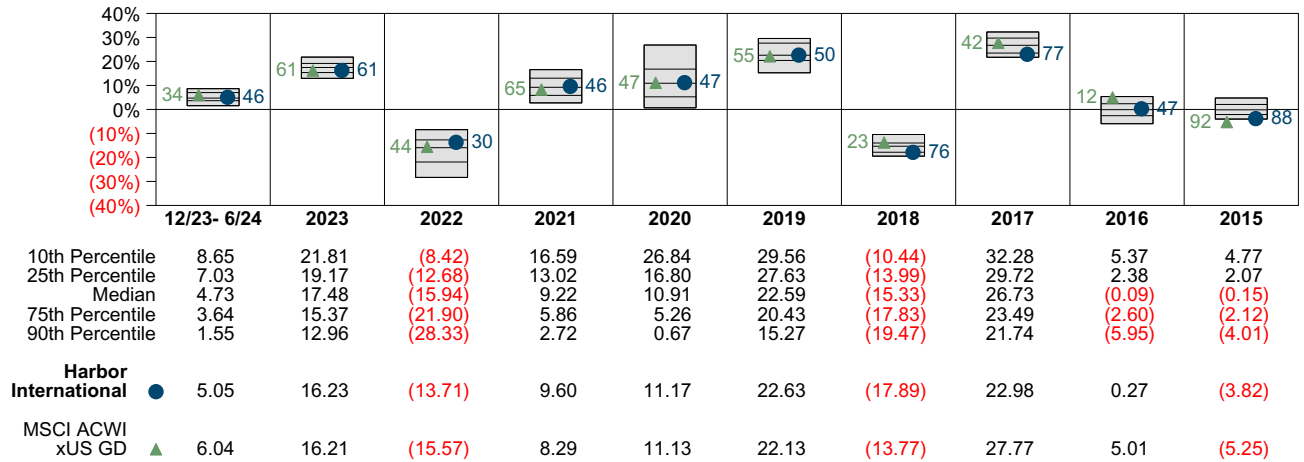 40%
30%
20%
10%
0%
(10%)
(20%)
(30%)
(40%)
34 46 61 61 44 30 65 46 47 47 55 50 23 76 42 77 12 47 92 88
12/23- 6/24 2023 2022 2021 2020 2019 2018 2017 2016 2015
10th Percentile 8.65 21.81 (8.42) 16.59 26.84 29.56 (10.44) 32.28 5.37 4.77
25th Percentile 7.03 19.17 (12.68) 13.02 16.80 27.63 (13.99) 29.72 2.38 2.07
Median 4.73 17.48 (15.94) 9.22 10.91 22.59 (15.33) 26.73 (0.09) (0.15)
75th Percentile 3.64 15.37 (21.90) 5.86 5.26 20.43 (17.83) 23.49 (2.60) (2.12)
90th Percentile 1.55 12.96 (28.33) 2.72 0.67 15.27 (19.47) 21.74 (5.95) (4.01)
Harbor
International 5.05 16.23 (13.71) 9.60 11.17 22.63 (17.89) 22.98 0.27 (3.82)
MSCI ACWI
xUS GD 6.04 16.21 (15.57) 8.29 11.13 22.13 (13.77) 27.77 5.01 (5.25)